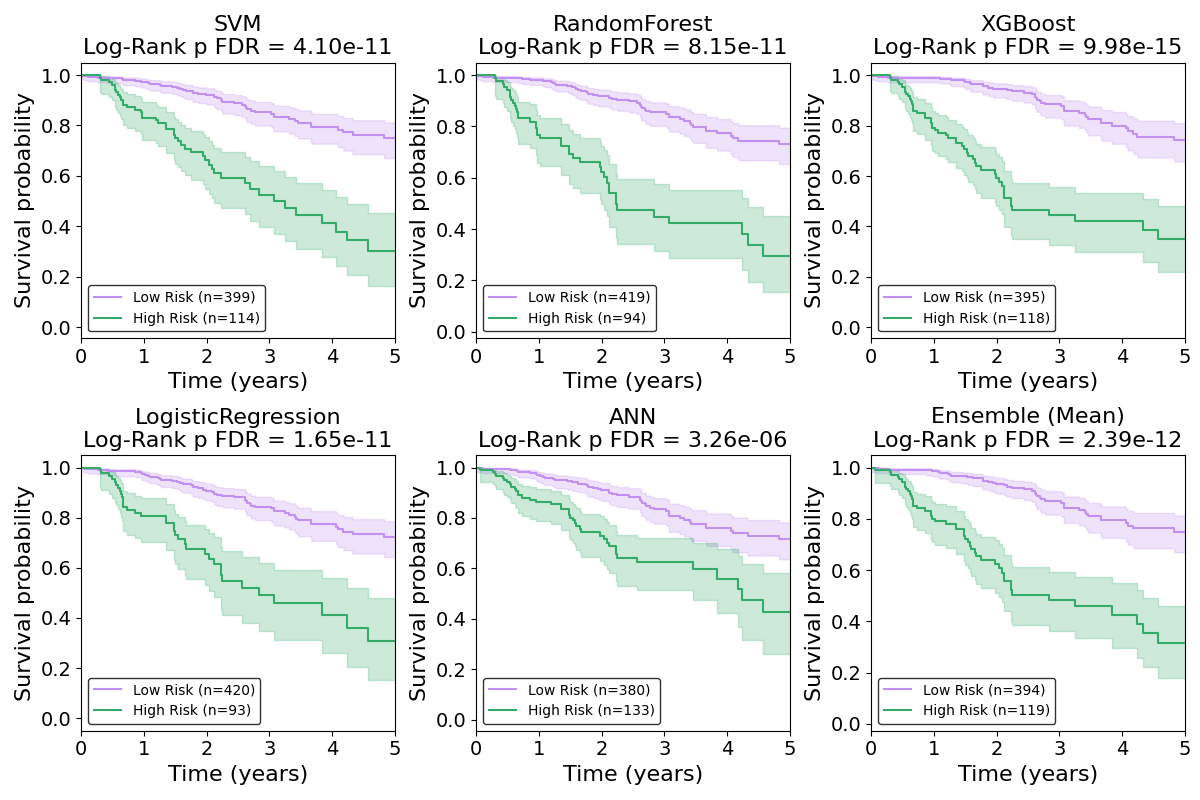 SVM
Log-Rank p FDR = 4.10e-11
Survival probability
1.0
0.8
0.6
0.4
0.2
0.0
Low Risk (n=399)
High Risk (n=114)
0 1 2 3 4 5
Time (years)
RandomForest
Log-Rank p FDR = 8.15e-11
Survival probability
1.0
0.8
0.6
0.4
0.2
0.0
Low Risk (n=419)
High Risk (n=94)
0 1 2 3 4 5
Time (years)
XGBoost
Log-Rank p FDR = 9.98e-15
Survival probability
1.0
0.8
0.6
0.4
0.2
0.0
Low Risk (n=395)
High Risk (n=118)
0 1 2 3 4 5
Time (years)
LogisticRegression
Log-Rank p FDR = 1.65e-11
Survival probability
1.0
0.8
0.6
0.4
0.2
0.0
Low Risk (n=420)
High Risk (n=93)
0 1 2 3 4 5
Time (years)
ANN
Log-Rank p FDR = 3.26e-06
Survival probability
1.0
0.8
0.6
0.4
0.2
0.0
Low Risk (n=380)
High Risk (n=133)
0 1 2 3 4 5
Time (years)
Ensemble (Mean)
Log-Rank p FDR = 2.39e-12
Survival probability
1.0
0.8
0.6
0.4
0.2
0.0
Low Risk (n=394)
High Risk (n=119)
0 1 2 3 4 5
Time (years)